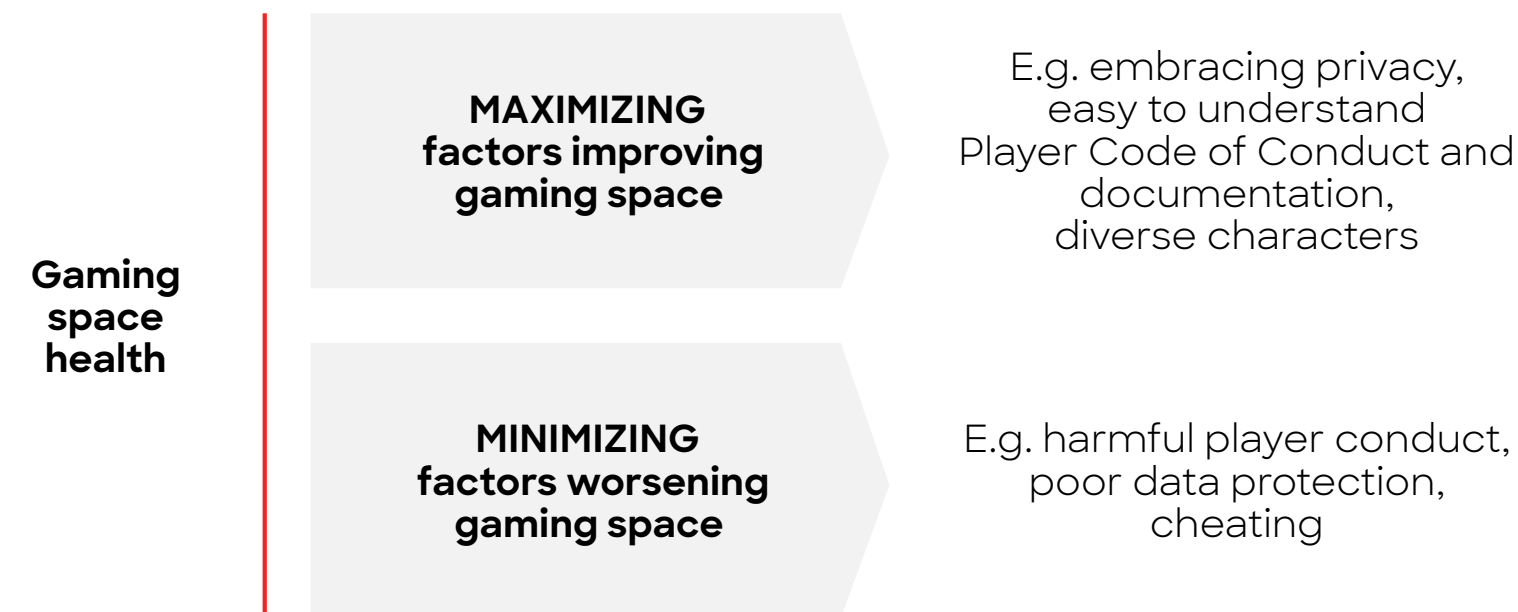 Gaming
space
health
MAXIMIZING
factors improving
gaming space
E.g. embracing privacy,
easy to understand
Player Code of Conduct and
documentation,
diverse characters
MINIMIZING
factors worsening
gaming space
E.g. harmful player conduct,
poor data protection,
cheating